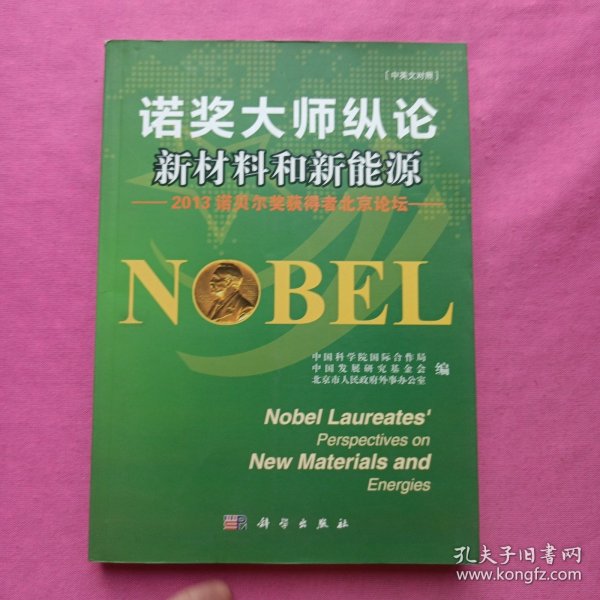 [中英文对照]
诺奖大师纵论
新材料和新能源
——2013诺贝尔奖获得者北京论坛——
NOBEL
中国科学院国际合作局
中国发展研究基金会 编
北京市人民政府外事办公室
Nobel Laureates'
Perspectives on
New Materials and
Energies
科学出版社
孔夫子旧书网
www.kongfz.com